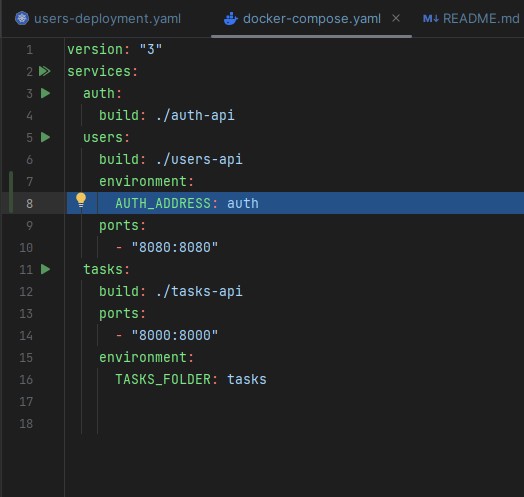 users-deployment.yaml docker-compose.yaml × M↓ README.md
1 version: "3"
2 services:
3 auth:
4 build: ./auth-api
5 users:
6 build: ./users-api
7 environment:
8 AUTH_ADDRESS: auth
9 ports:
10 - "8080:8080"
11 tasks:
12 build: ./tasks-api
13 ports:
14 - "8000:8000"
15 environment:
16 TASKS_FOLDER: tasks
17
18